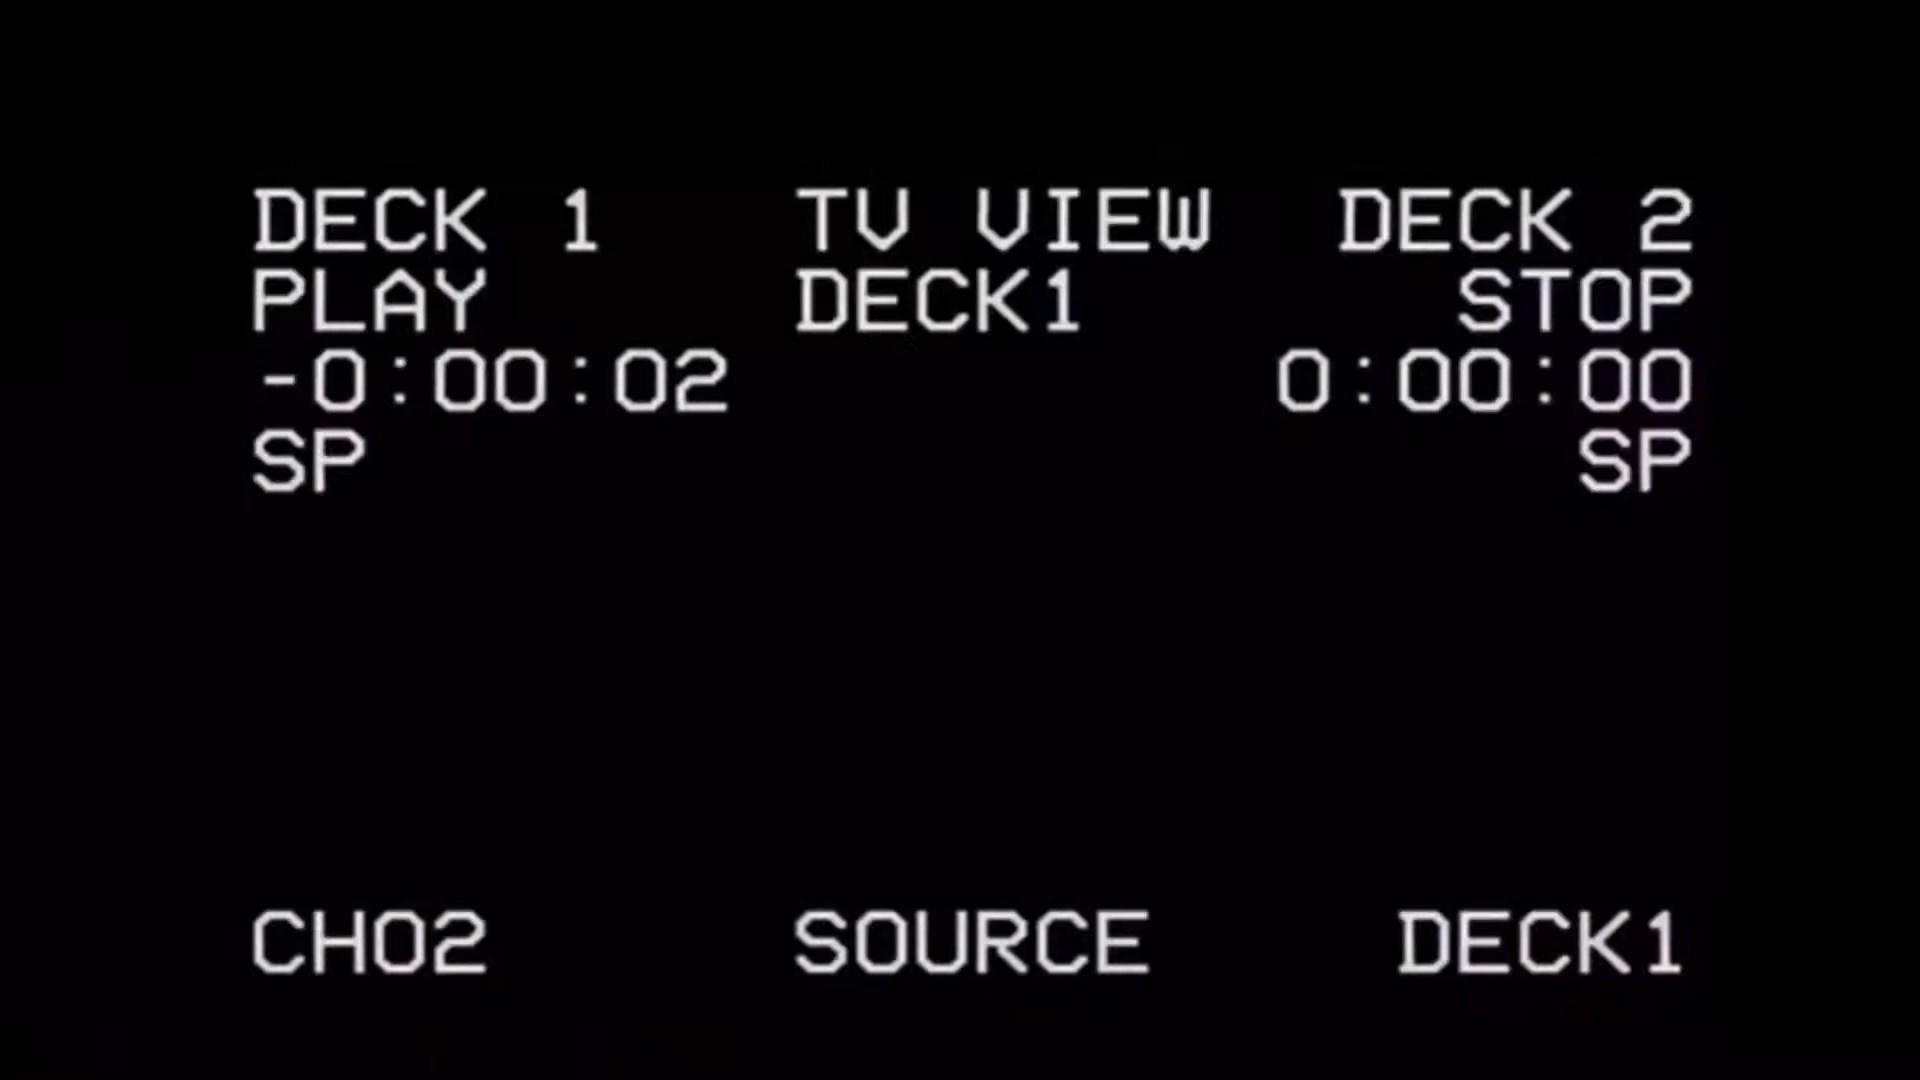 DECK 1 TV VIEW DECK 2
PLAY DECK1 STOP
-0:00:02 0:00:00
SP SP
CH02 SOURCE DECK1